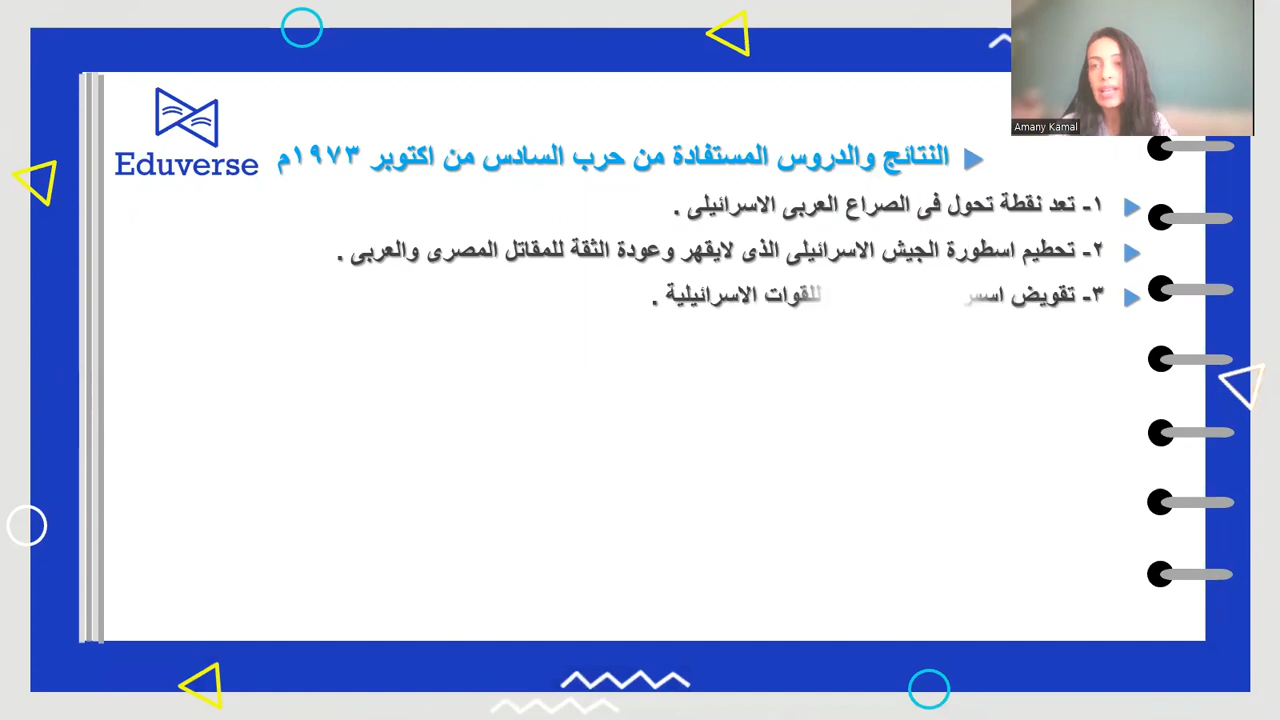 Amany Kamal
Eduverse
النتائج والدروس المستفادة من حرب السادس من اكتوبر ١٩٧٣م
١- تعد نقطة تحول فى الصراع العربى الاسرائيلى .
٢- تحطيم اسطورة الجيش الاسرائيلى الذى لايقهر وعودة الثقة للمقاتل المصرى والعربى .
٣- تقويض للقوات الاسرائيلية .